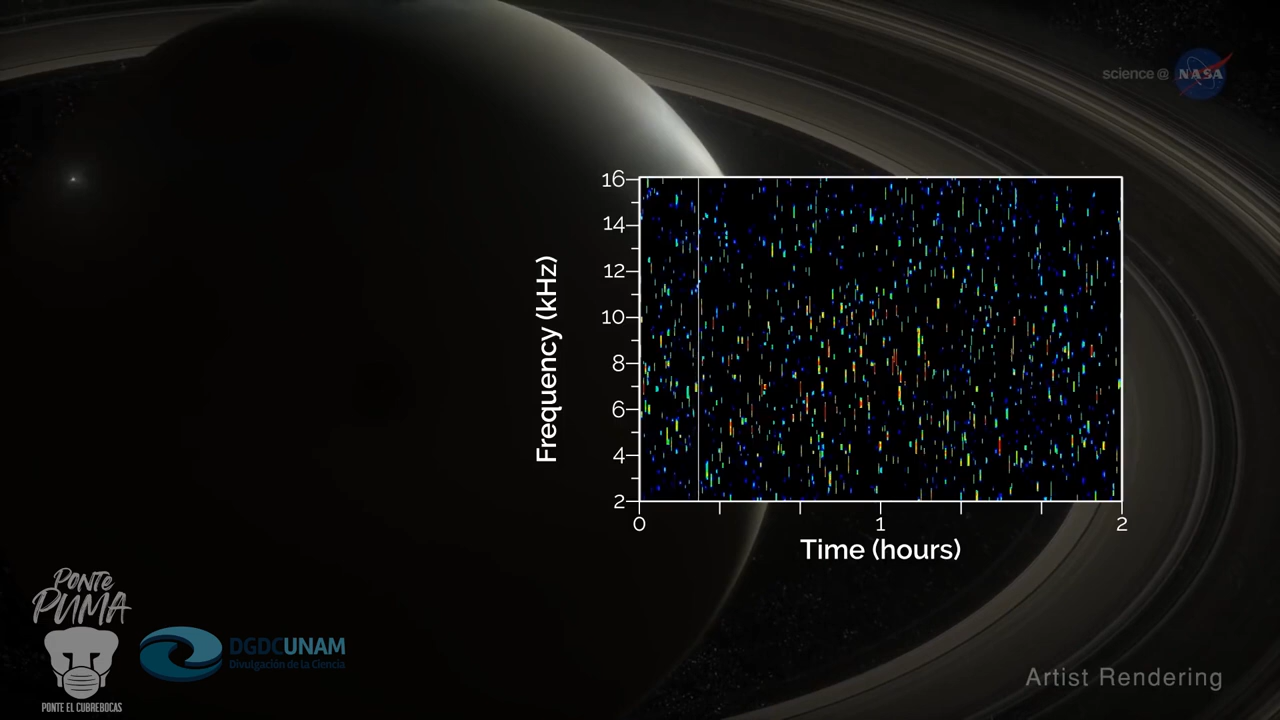 science @ NASA
16
14
12
10
8
6
4
2
Frequency (kHz)
0 1 2
Time (hours)
PONTE
PUMA
PONTE EL CUBREBOCAS
DGDCUNAM
Divulgación de la Ciencia
Artist Rendering